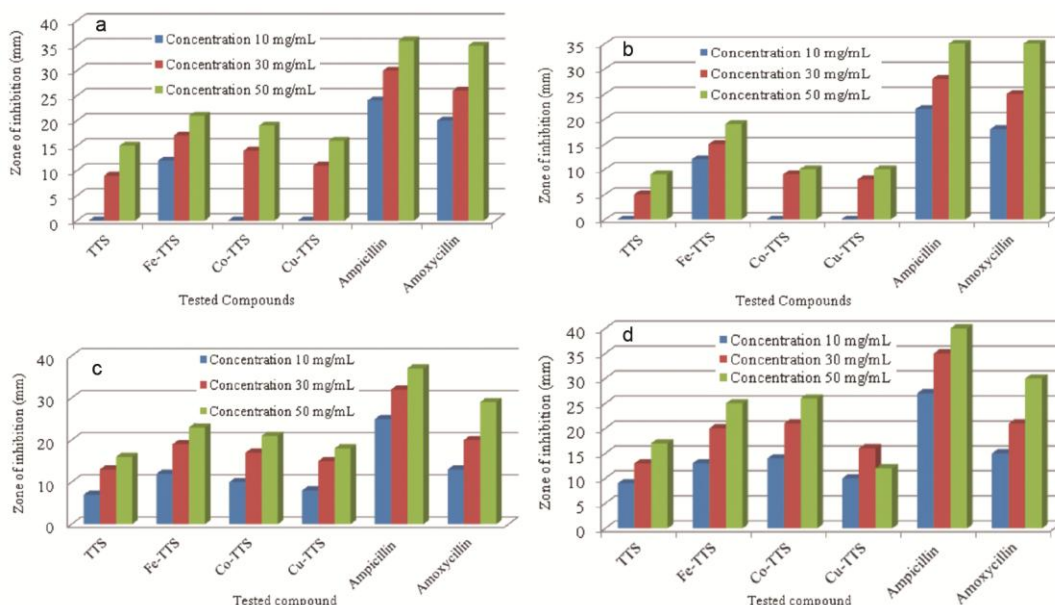 a
Zone of inhibition (mm)
40
35
30
25
20
15
10
5
0
Concentration 10 mg/mL
Concentration 30 mg/mL
Concentration 50 mg/mL
TTS
Fe-TTS
Co-TTS
Cu-TTS
Ampicillin
Amoxycillin
Tested Compounds
b
Zone of inhibition (mm)
35
30
25
20
15
10
5
0
Concentration 10 mg/mL
Concentration 30 mg/mL
Concentration 50 mg/mL
TTS
Fe-TTS
Co-TTS
Cu-TTS
Ampicillin
Amoxycillin
Tested Compounds
c
Zone of inhibition (mm)
40
30
20
10
0
Concentration 10 mg/mL
Concentration 30 mg/mL
Concentration 50 mg/mL
TTS
Fe-TTS
Co-TTS
Cu-TTS
Ampicillin
Amoxycillin
Tested compound
d
Zone of inhibition (mm)
40
35
30
25
20
15
10
5
0
Concentration 10 mg/mL
Concentration 30 mg/mL
Concentration 50 mg/mL
TTS
Fe-TTS
Co-TTS
Cu-TTS
Ampicillin
Amoxycillin
Tested compound